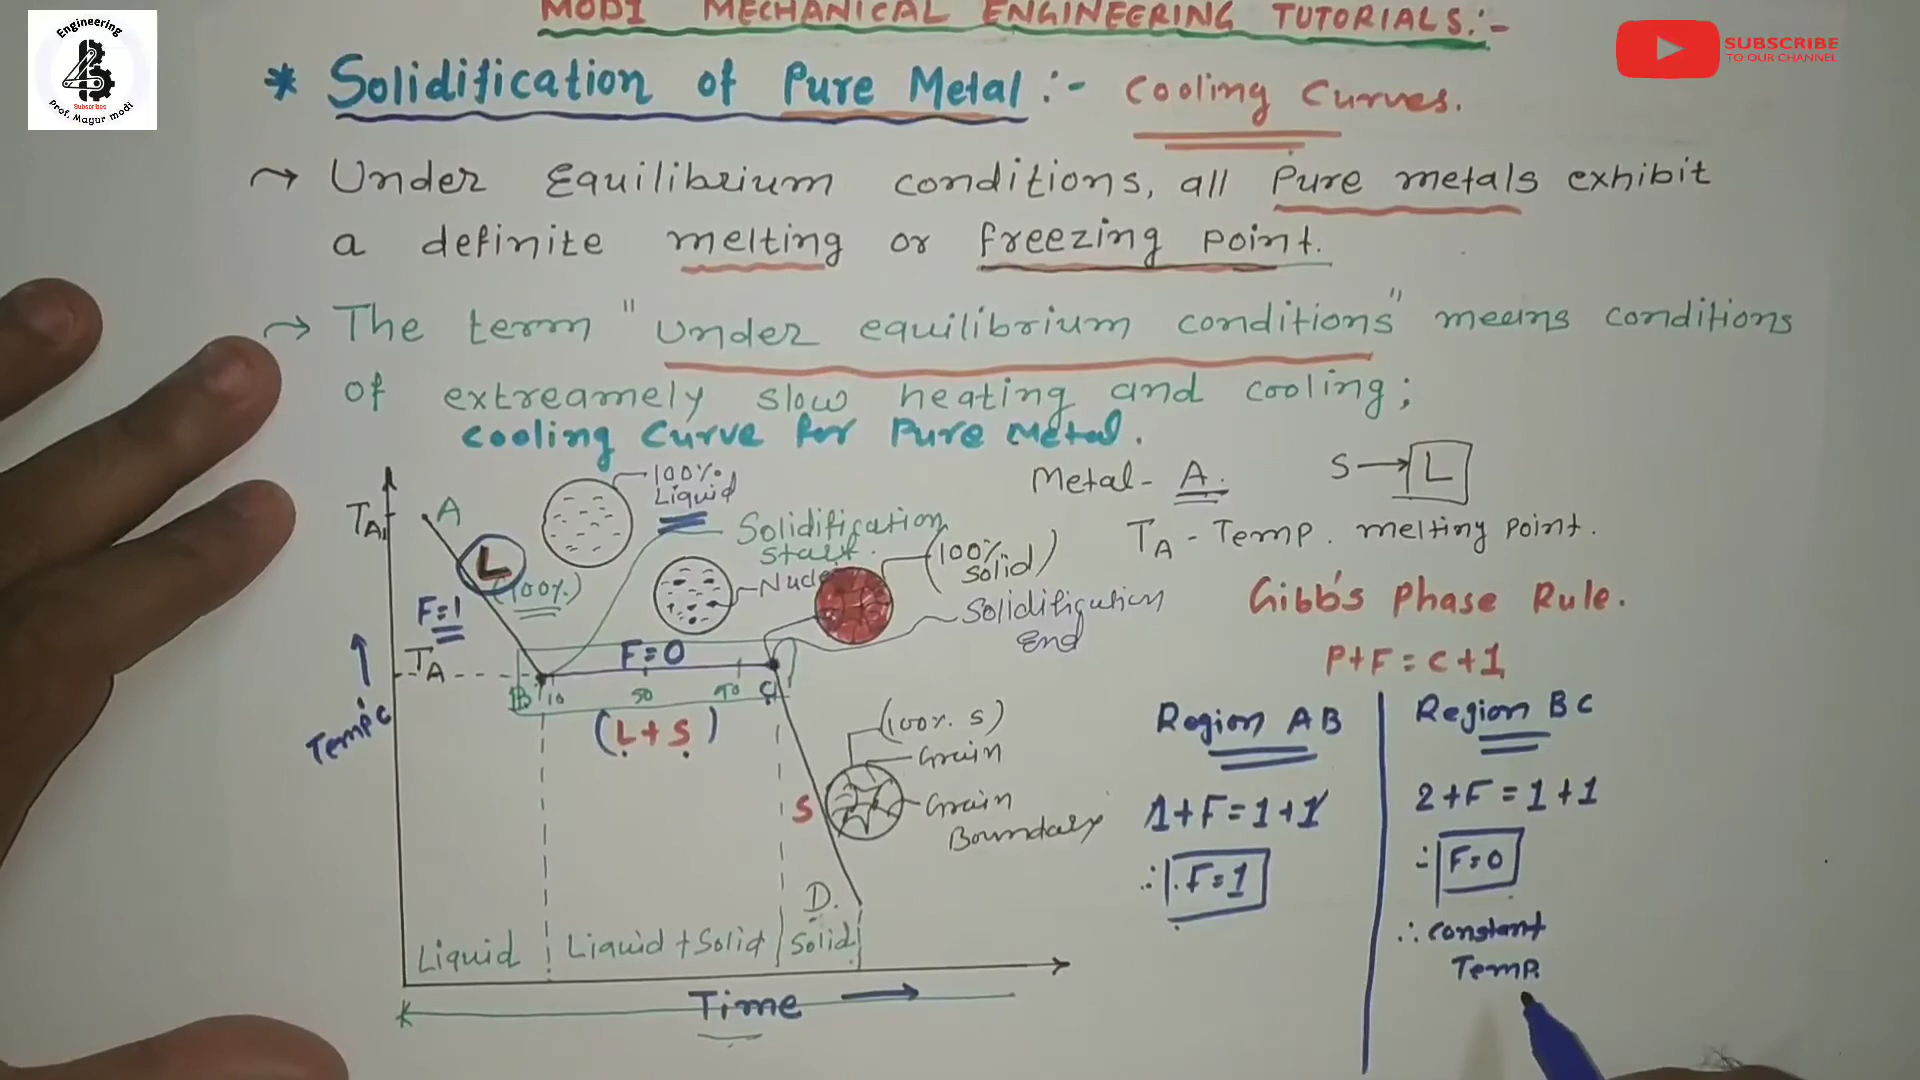 MODI MECHANICAL ENGINEERING TUTORIALS:-
Engineering
Subscribes
Prof. Mayur modi
SUBSCRIBE
TO OUR CHANNEL
* Solidification of Pure Metal :- Cooling Curves.
→ Under Equilibrium conditions, all Pure metals exhibit
a definite melting or freezing point.
→ The term "Under equilibrium conditions" means conditions
of extreamely slow heating and cooling;
Cooling Curve for Pure Metal.
Metal - A.
S → L
TA - Temp. melting point.
Gibb's Phase Rule.
P+F = C+1
Region AB
1+F=1+1
∴ F=1
Region BC
2+F=1+1
∴ F=0
∴ constant
Temp.
TA1
A
L
(100%)
100%
Liquid
Solidification
Start.
(100%
Solid)
Solidification
End
F=1
F=0
TA
B
10
50
90
C
(L+S)
Temp°C
(100% S)
Grain
Grain
Boundary
S
D.
Liquid
Liquid + Solid
Solid
Time →